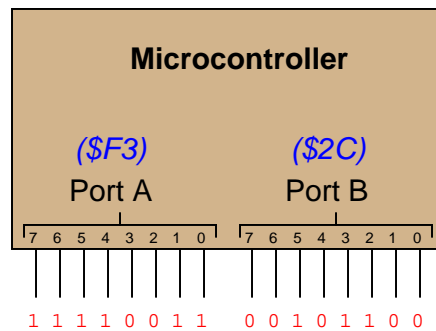 Microcontroller
($F3) ($2C)
Port A Port B
7 6 5 4 3 2 1 0 7 6 5 4 3 2 1 0
1 1 1 1 0 0 1 1 0 0 1 0 1 1 0 0